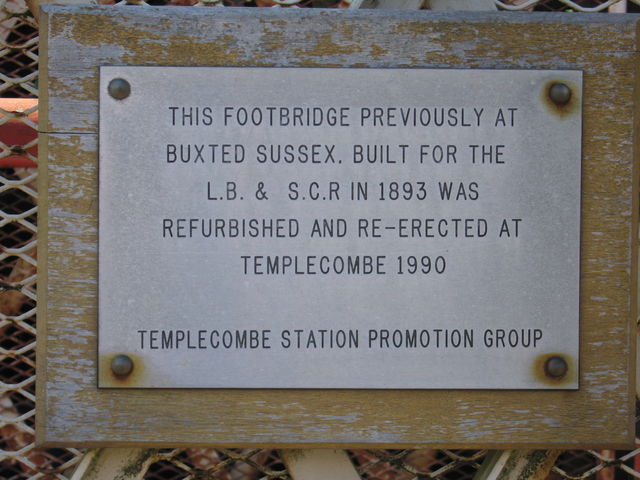 THIS FOOTBRIDGE PREVIOUSLY AT
BUXTED SUSSEX. BUILT FOR THE
L.B. & S.C.R IN 1893 WAS
REFURBISHED AND RE-ERECTED AT
TEMPLECOMBE 1990
TEMPLECOMBE STATION PROMOTION GROUP